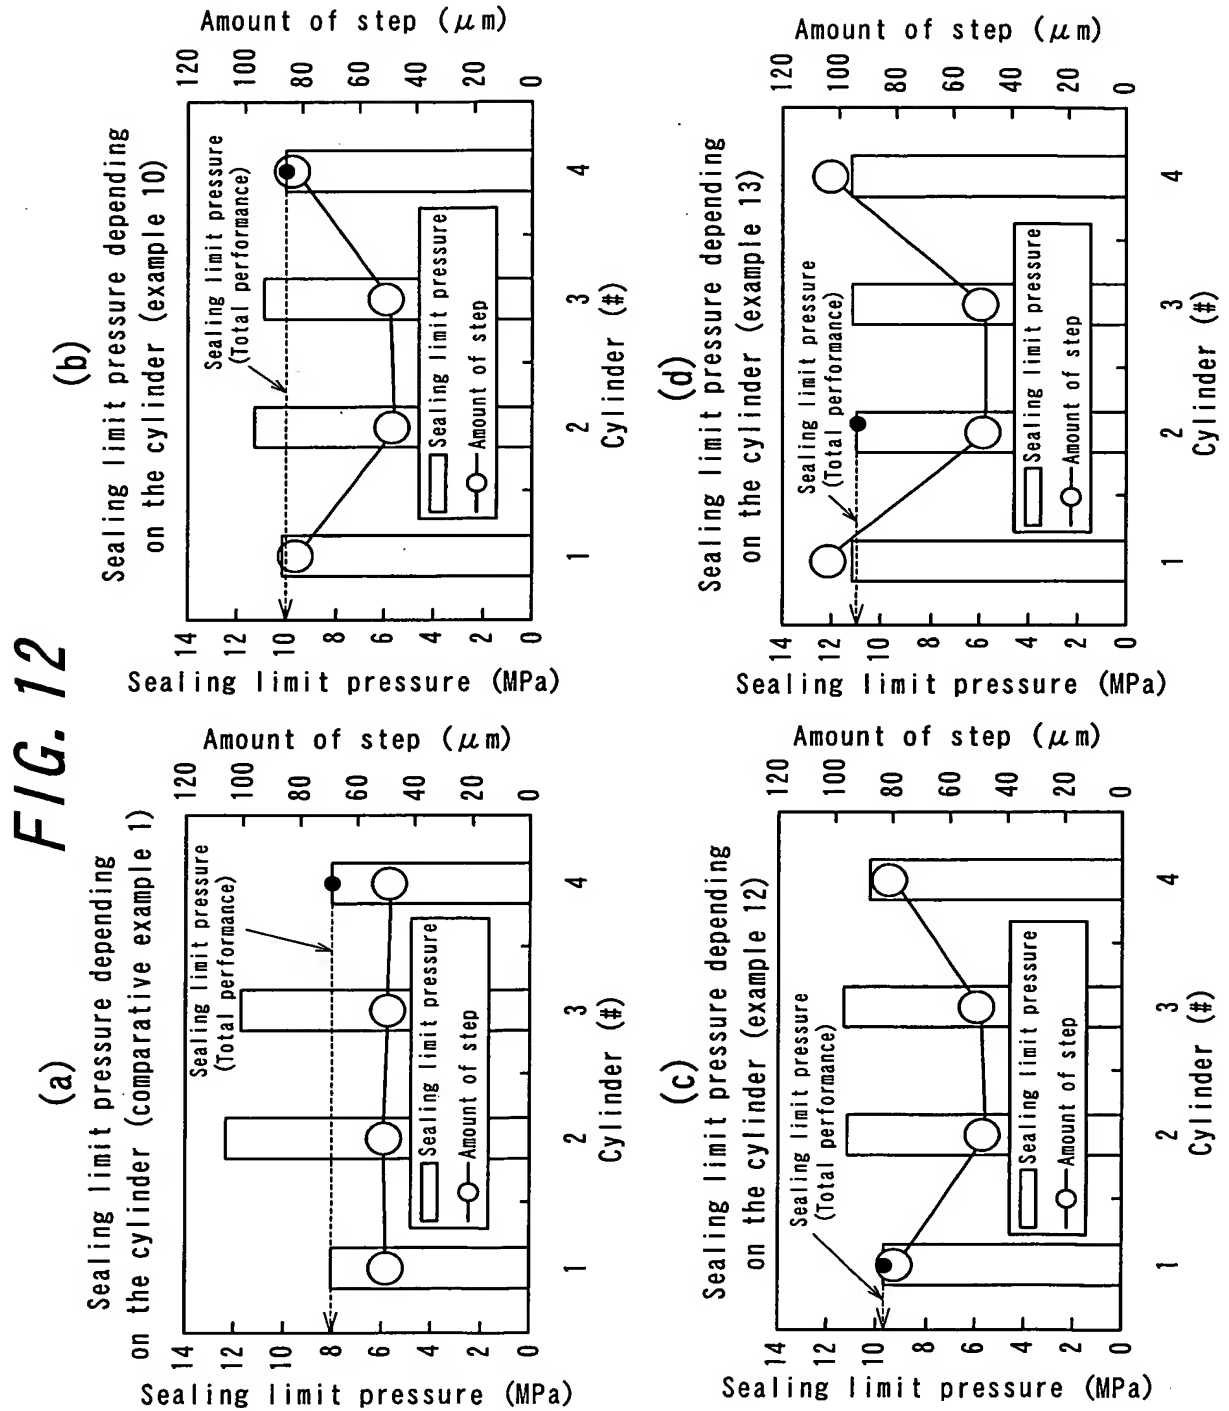 FIG. 12
(a)
Sealing limit pressure depending
on the cylinder (comparative example 1)
Sealing limit pressure (MPa)
14
12
10
8
6
4
2
0
Amount of step (μm)
120
100
80
60
40
20
0
Sealing limit pressure
(Total performance)
Sealing limit pressure
Amount of step
1
2
3
4
Cylinder (#)
(b)
Sealing limit pressure depending
on the cylinder (example 10)
Sealing limit pressure (MPa)
14
12
10
8
6
4
2
0
Amount of step (μm)
120
100
80
60
40
20
0
Sealing limit pressure
(Total performance)
Sealing limit pressure
Amount of step
1
2
3
4
Cylinder (#)
(c)
Sealing limit pressure depending
on the cylinder (example 12)
Sealing limit pressure (MPa)
14
12
10
8
6
4
2
0
Amount of step (μm)
120
100
80
60
40
20
0
Sealing limit pressure
(Total performance)
Sealing limit pressure
Amount of step
1
2
3
4
Cylinder (#)
(d)
Sealing limit pressure depending
on the cylinder (example 13)
Sealing limit pressure (MPa)
14
12
10
8
6
4
2
0
Amount of step (μm)
120
100
80
60
40
20
0
Sealing limit pressure
(Total performance)
Sealing limit pressure
Amount of step
1
2
3
4
Cylinder (#)